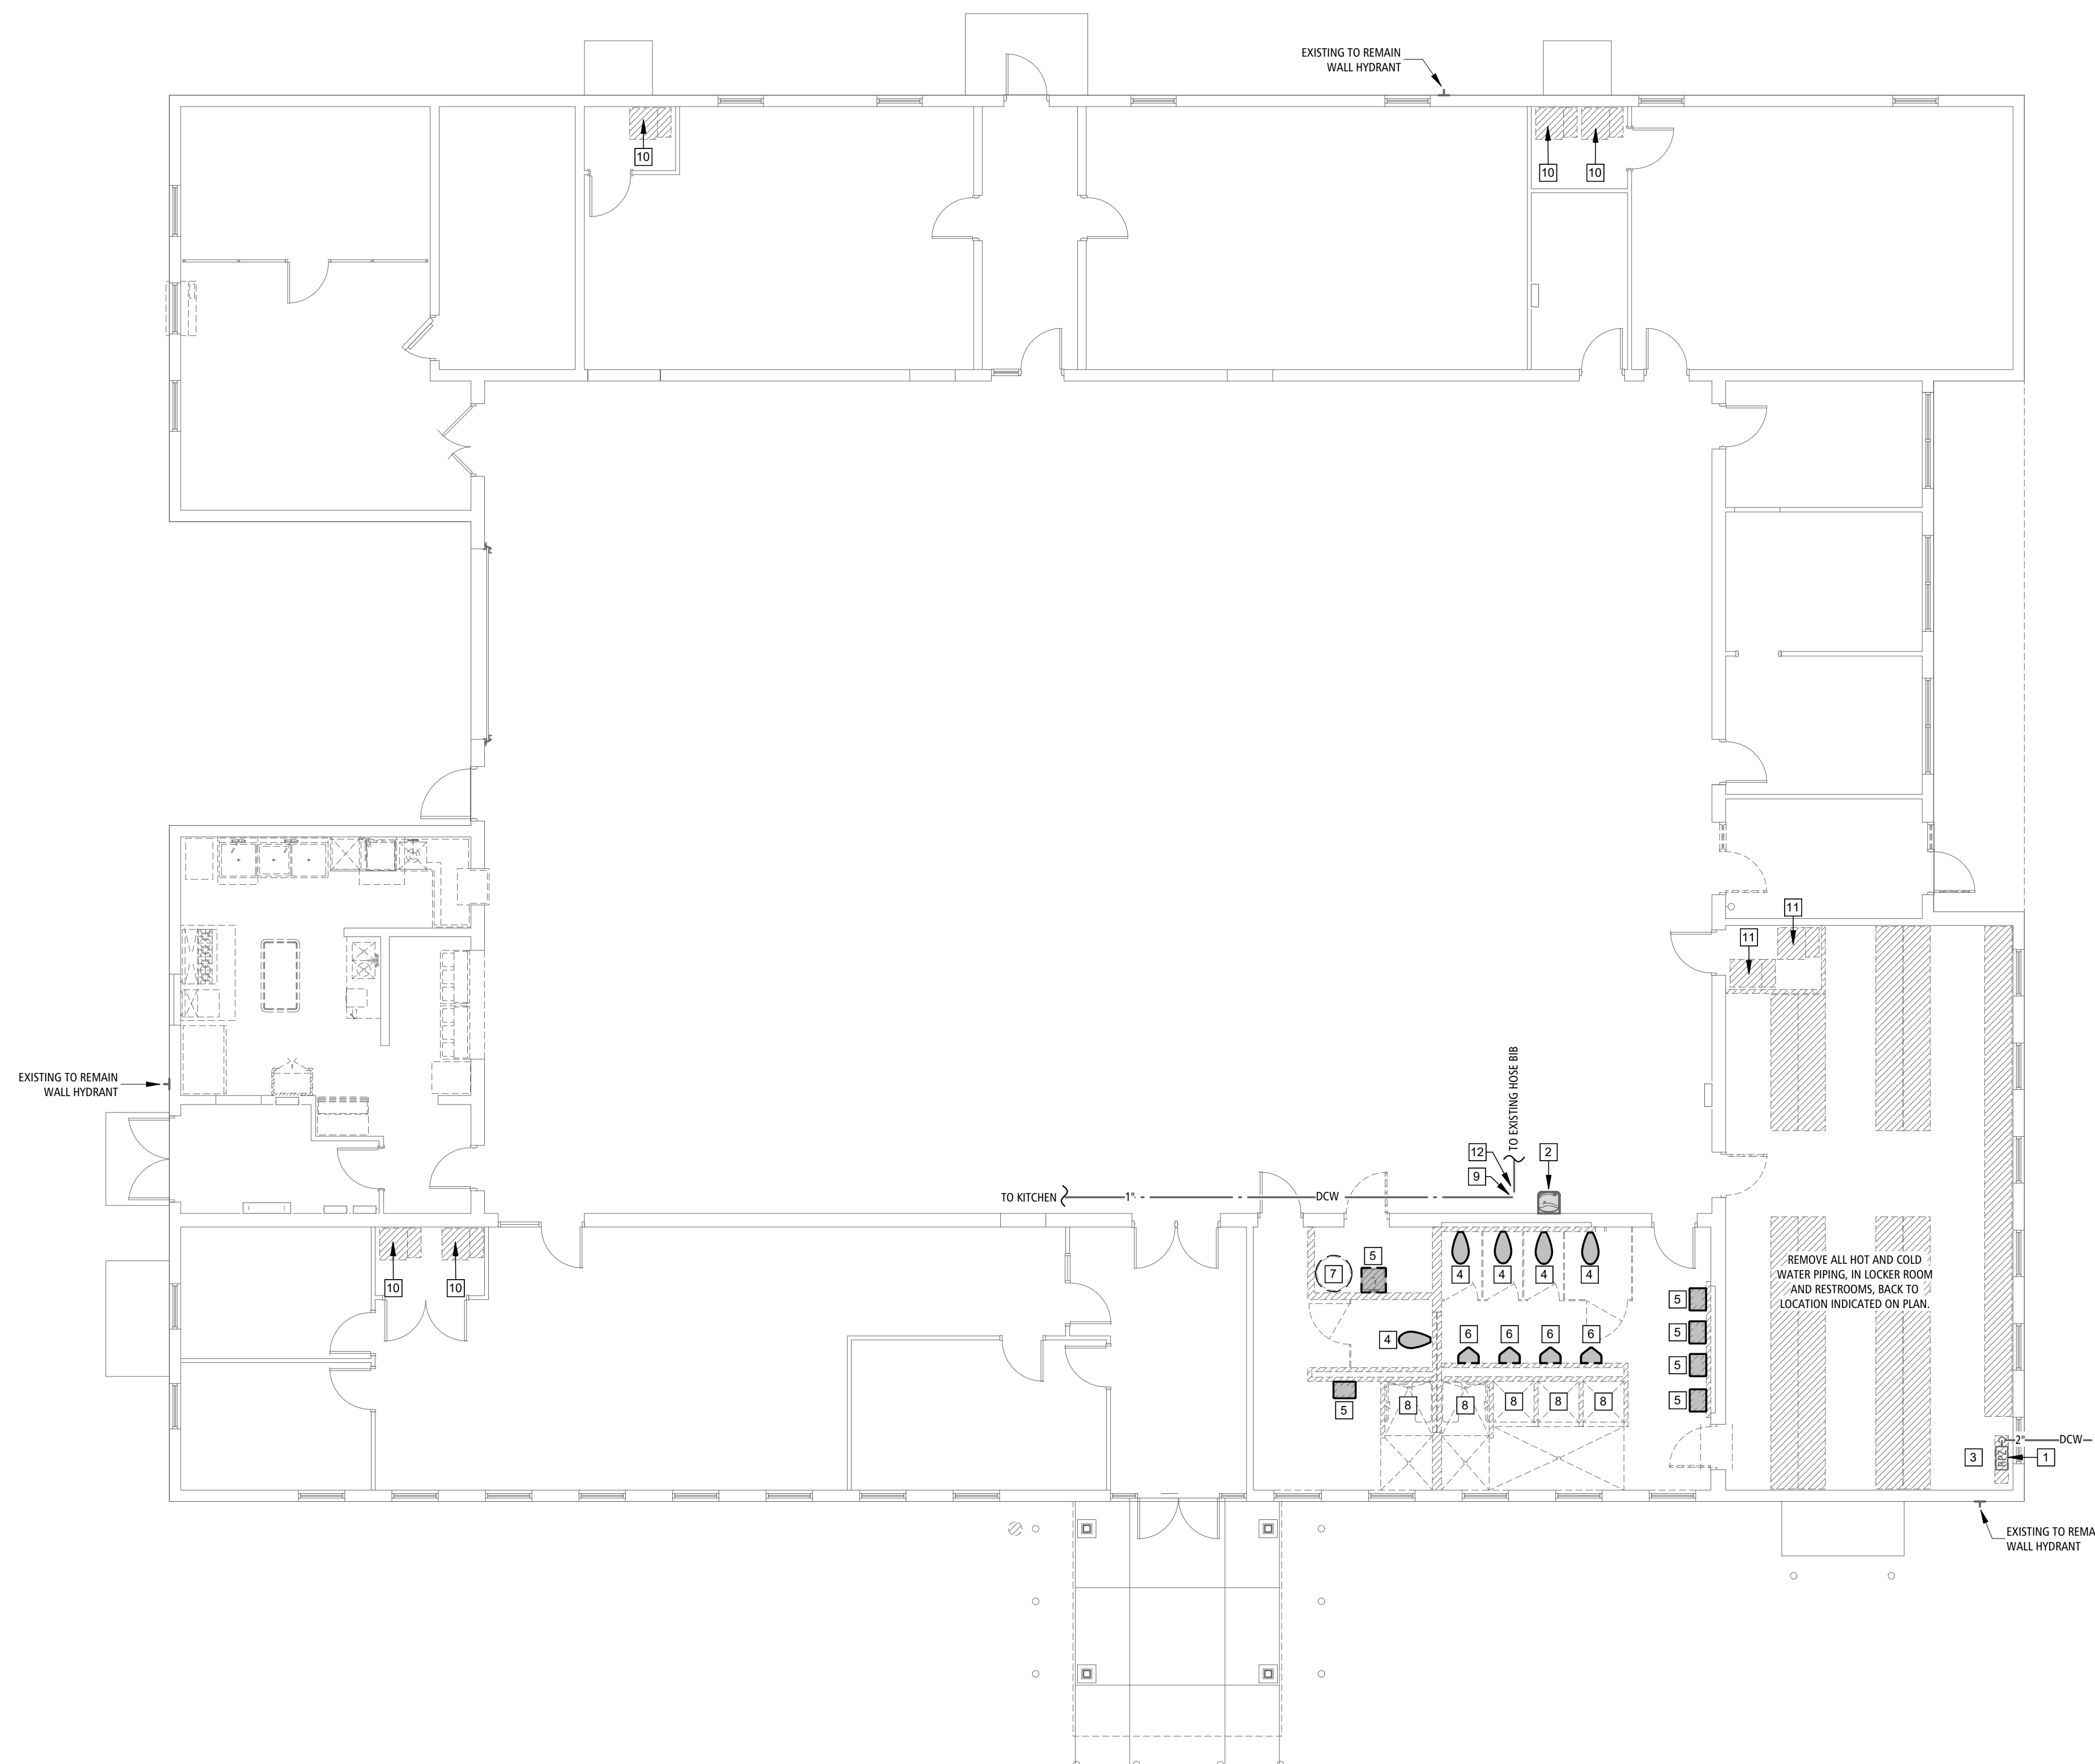 EXISTING TO REMAIN
WALL HYDRANT
10
10
10
11
11
EXISTING TO REMAIN
WALL HYDRANT
TO EXISTING HOSE BIB
12
2
9
TO KITCHEN
1"
DCW
10
10
7
5
4
4
4
4
REMOVE ALL HOT AND COLD
WATER PIPING, IN LOCKER ROOM
AND RESTROOMS, BACK TO
LOCATION INDICATED ON PLAN.
5
5
5
5
4
6
6
6
6
5
8
8
8
8
8
2"
DCW
3
RPZ
1
EXISTING TO REMA
WALL HYDRANT